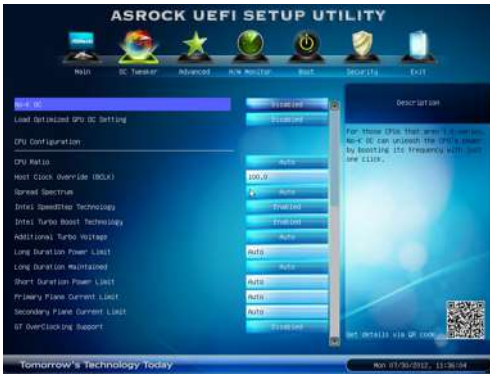 ASROCK UEFI SETUP UTILITY
Main OC Tweaker Advanced H/W Monitor Boot Security Exit
No-K OC Disabled
Load Optimized GPU OC Setting Disabled
CPU Configuration
CPU Ratio Auto
Host Clock Override (BCLK) 100.0
Spread Spectrum Auto
Intel SpeedStep Technology Enabled
Intel Turbo Boost Technology Enabled
Additional Turbo Voltage Auto
Long Duration Power Limit Auto
Long Duration Maintained Auto
Short Duration Power Limit Auto
Primary Plane Current Limit Auto
Secondary Plane Current Limit Auto
GT OverClocking Support Disabled
Description
For those CPUs that aren't K-series,
No-K OC can unleash the CPU's power
by boosting its frequency with just
one click.
Get details via QR code
Tomorrow's Technology Today
Mon 07/30/2012, 11:36:04